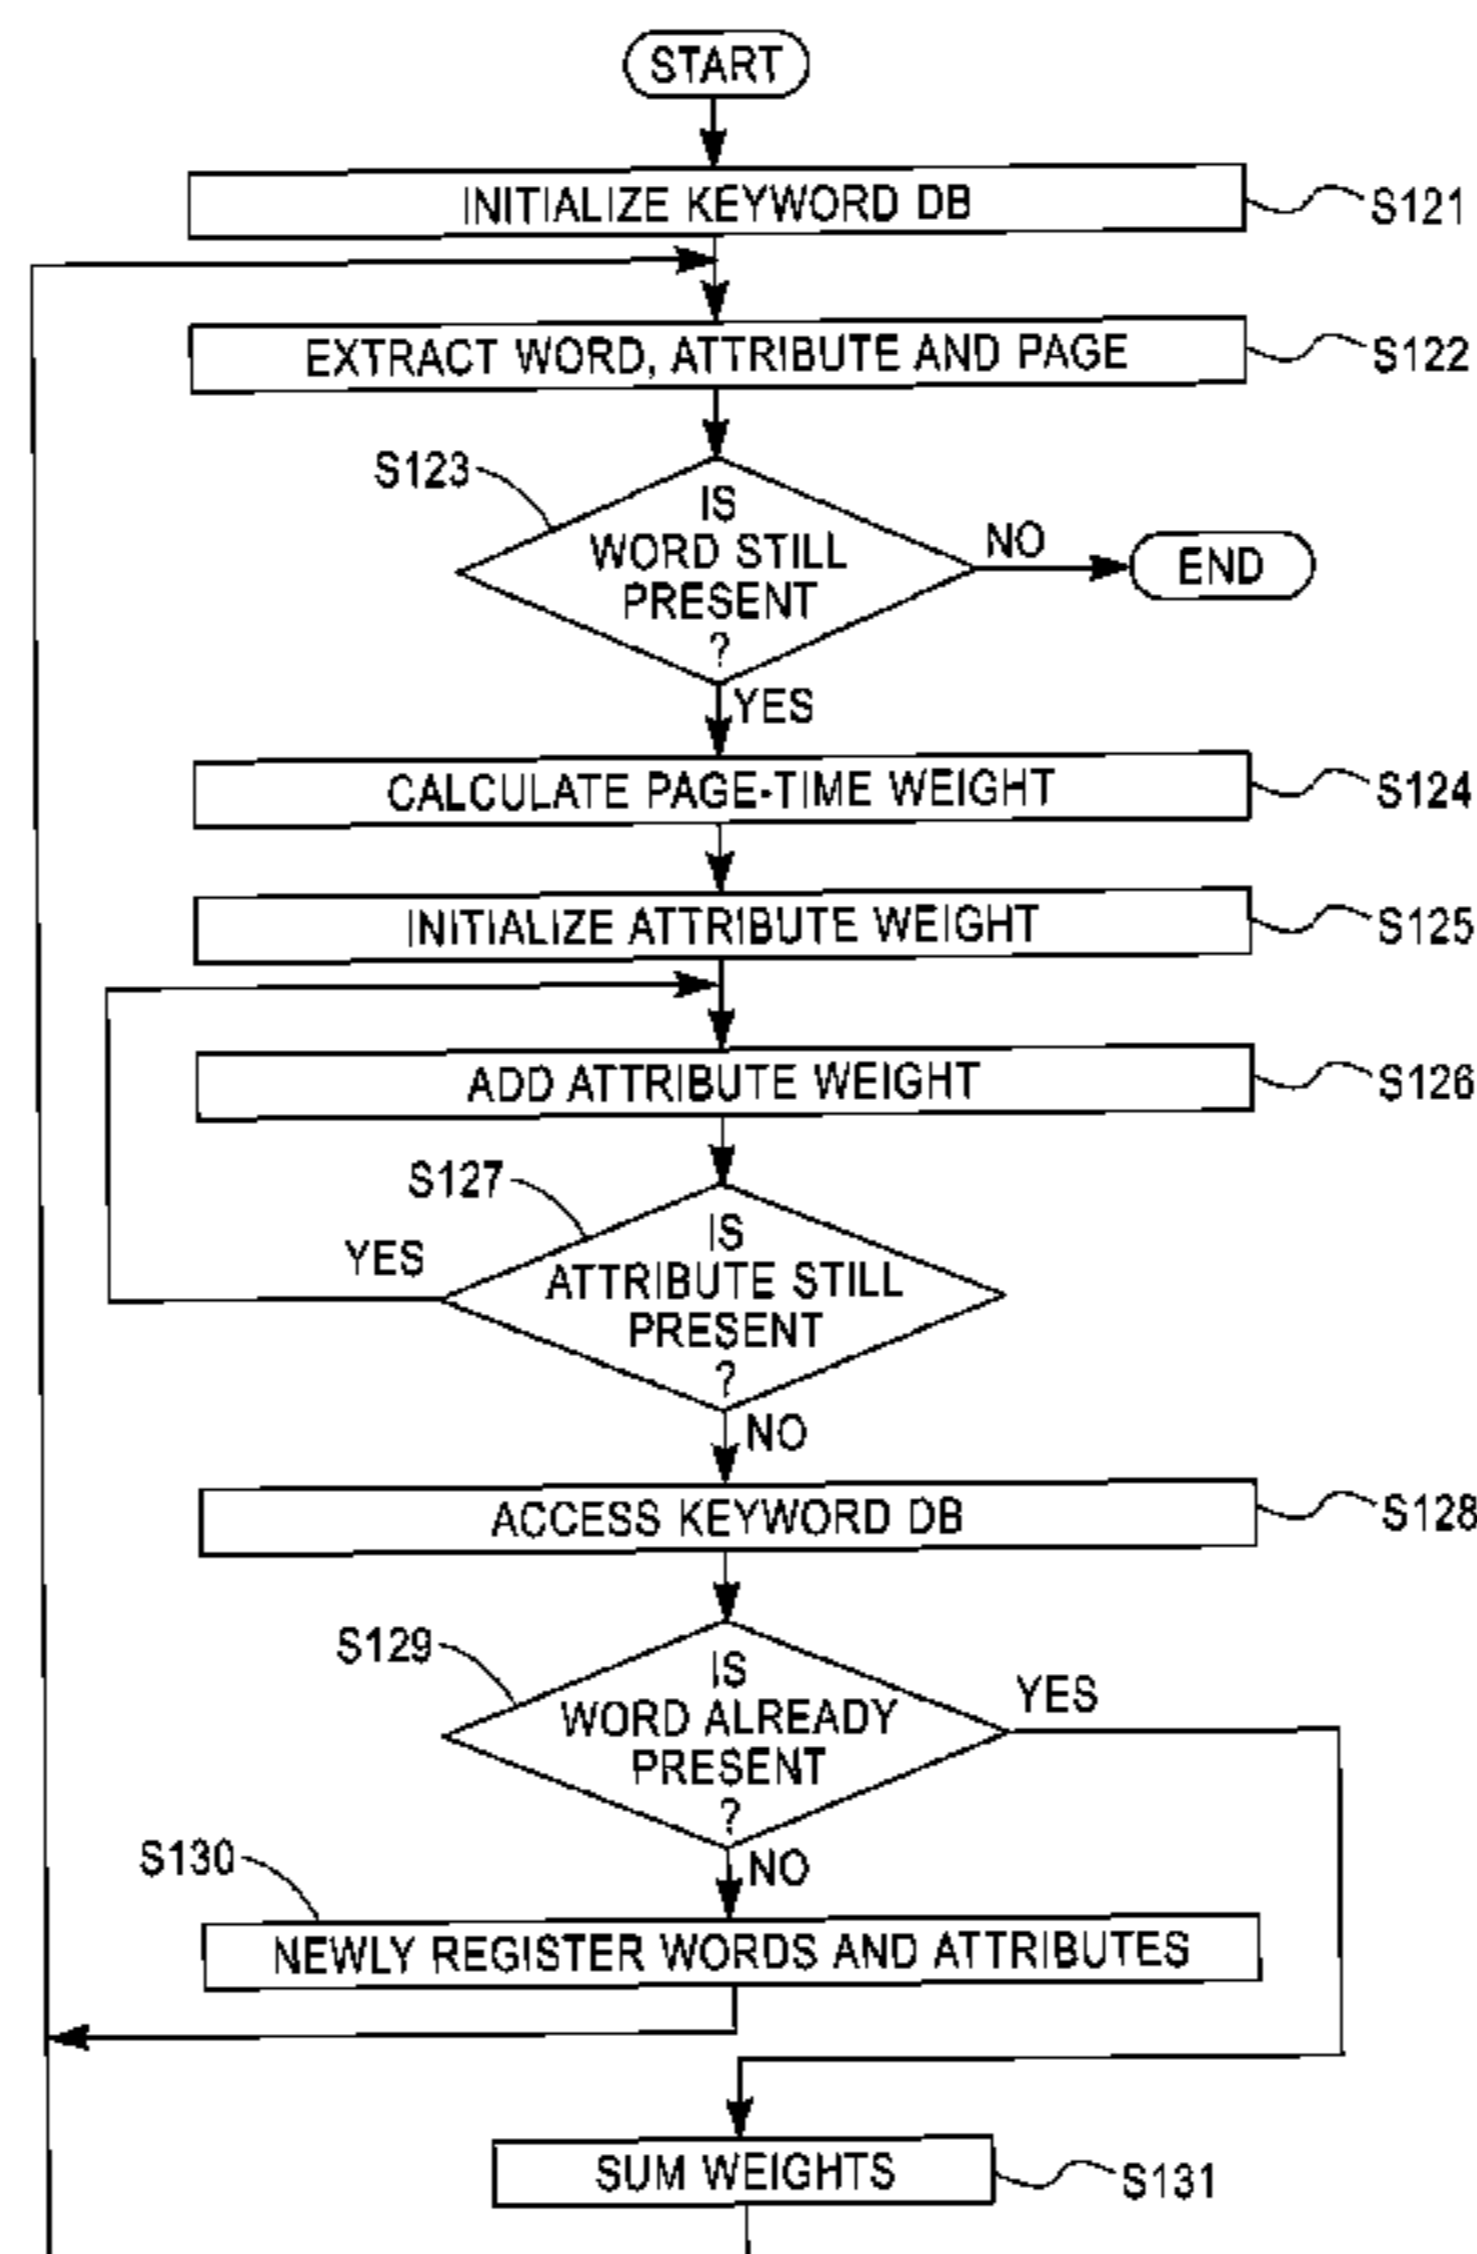 START
INITIALIZE KEYWORD DB
S121
EXTRACT WORD, ATTRIBUTE AND PAGE
S122
S123
IS
WORD STILL
PRESENT
?
NO
END
YES
CALCULATE PAGE-TIME WEIGHT
S124
INITIALIZE ATTRIBUTE WEIGHT
S125
ADD ATTRIBUTE WEIGHT
S126
S127
IS
ATTRIBUTE STILL
PRESENT
?
YES
NO
ACCESS KEYWORD DB
S128
S129
IS
WORD ALREADY
PRESENT
?
YES
NO
S130
NEWLY REGISTER WORDS AND ATTRIBUTES
SUM WEIGHTS
S131